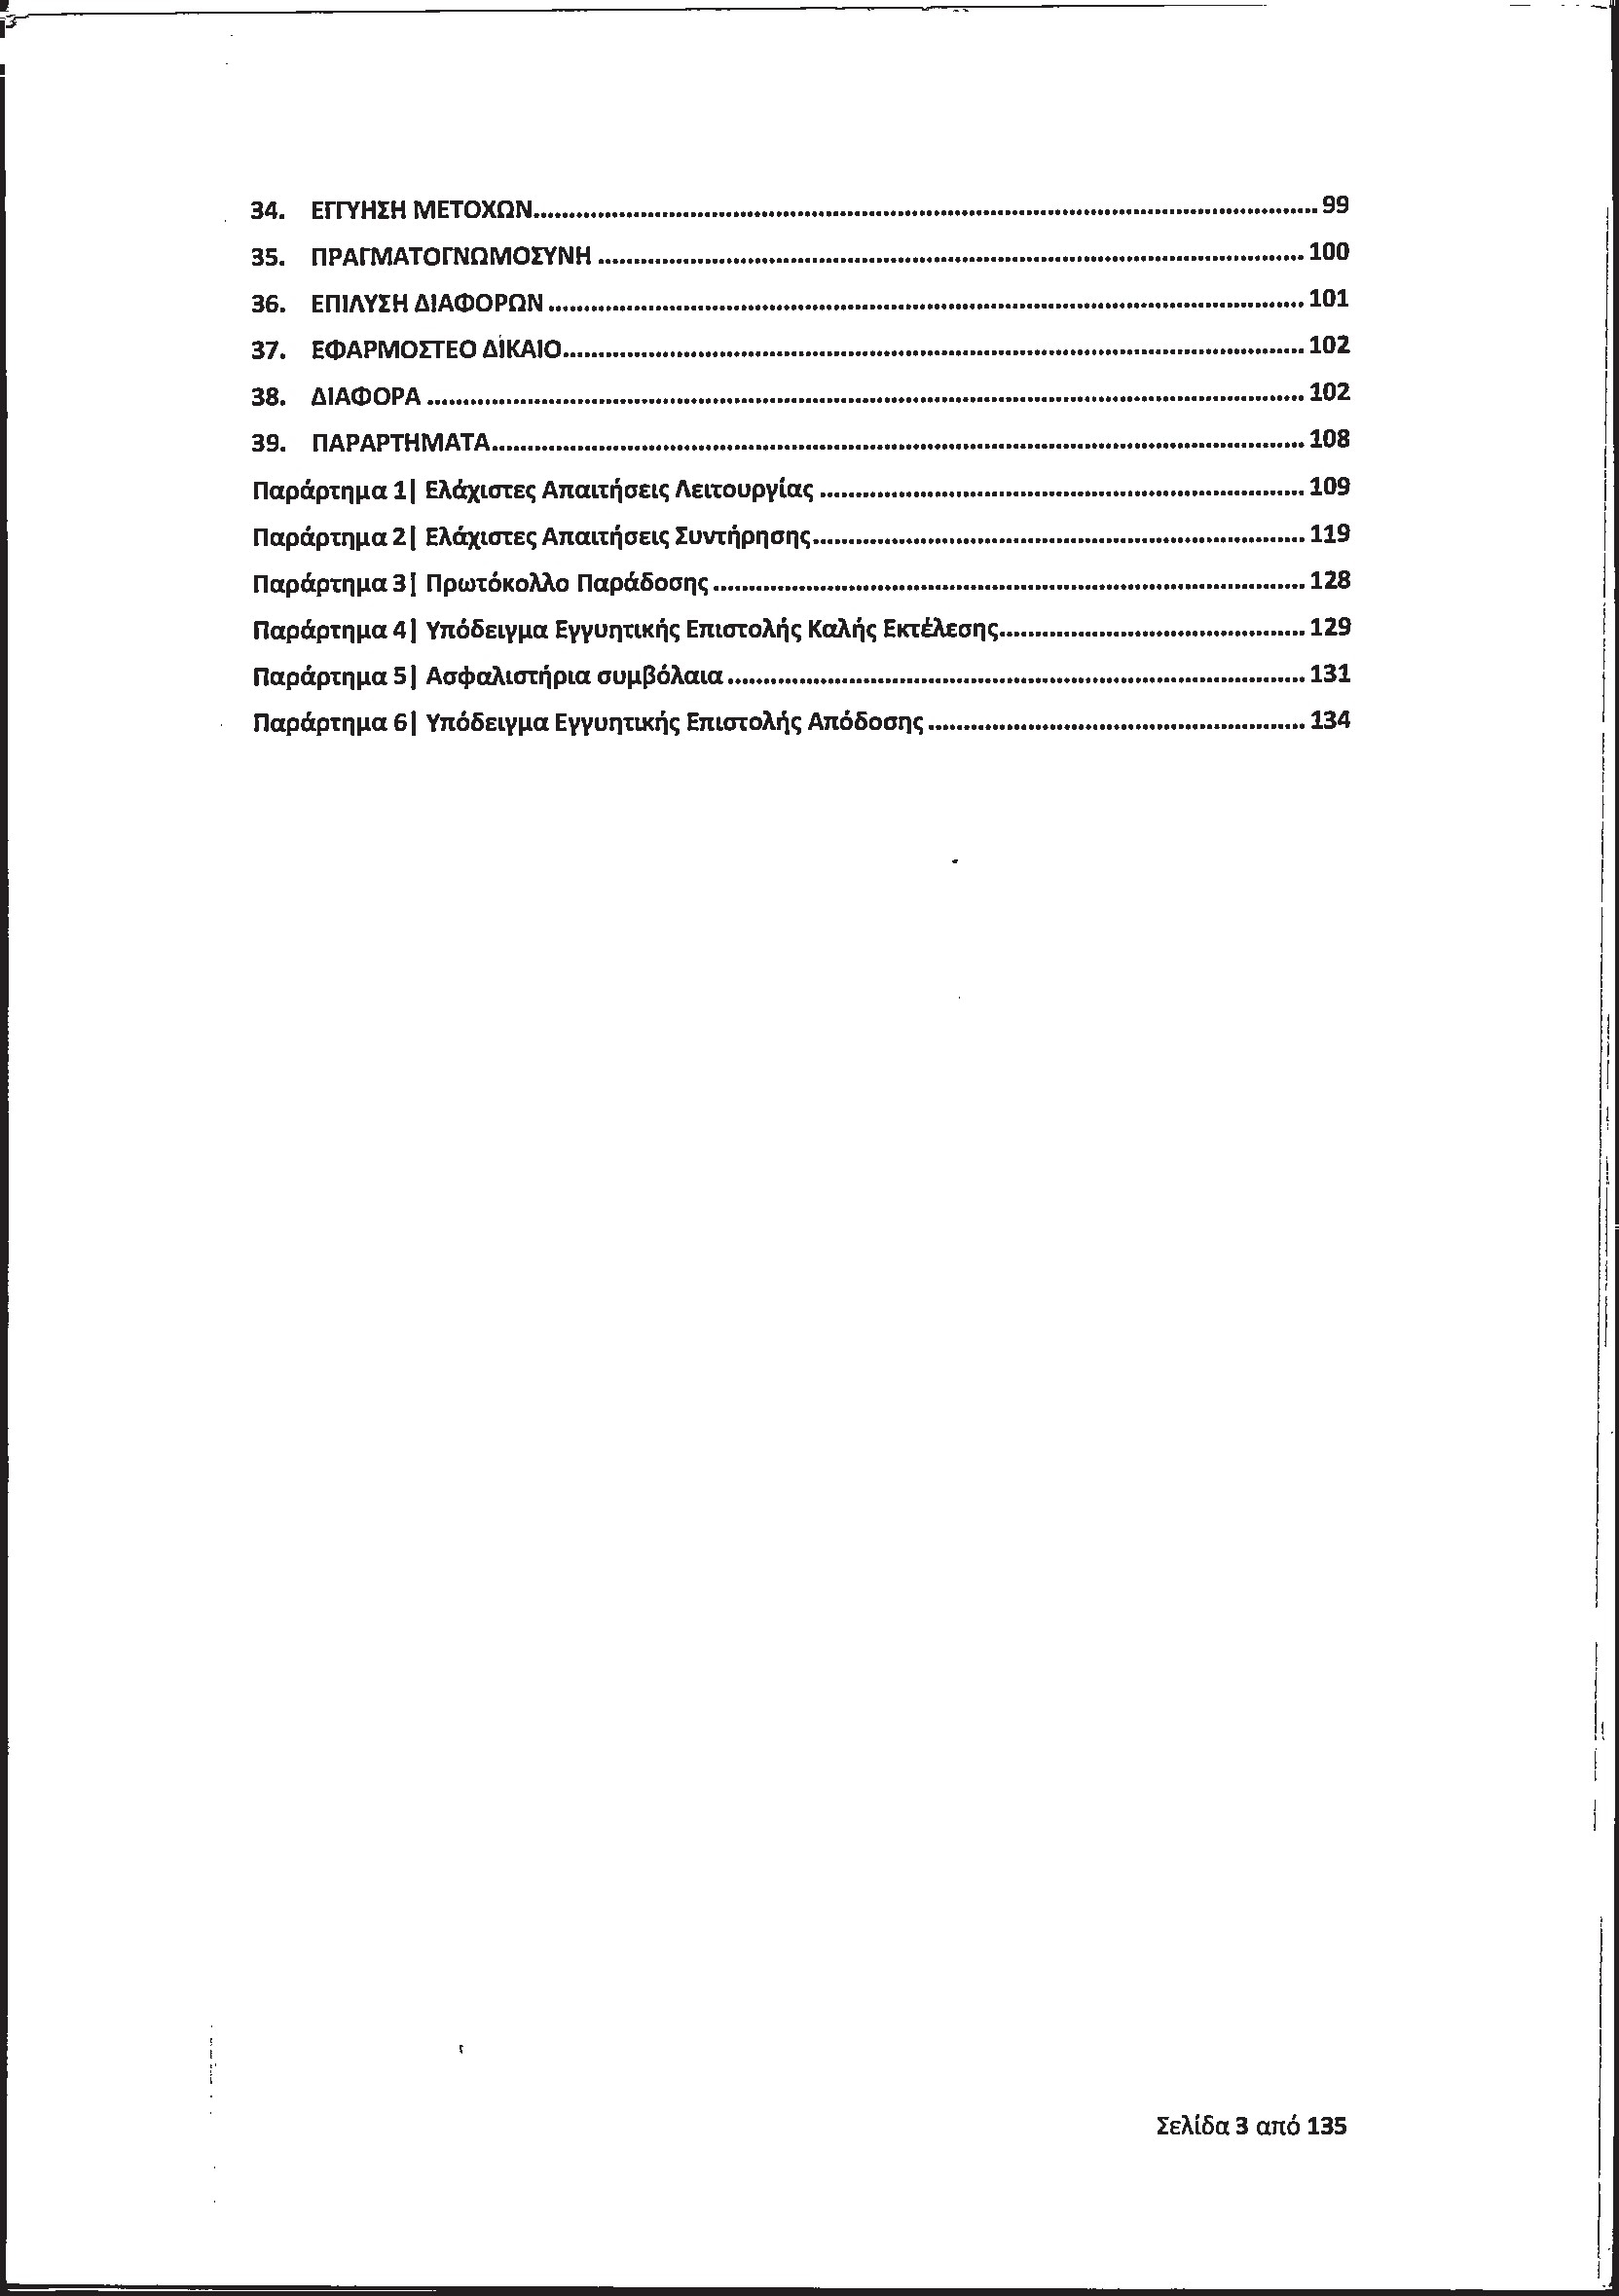 34. ΕΓΓΥΗΣΗ ΜΕΤΟΧΩΝ........................................ 99
35. ΠΡΑΓΜΑΤΟΓΝΩΜΟΣΥΝΗ ........................................ 100
36. ΕΠΙΛΥΣΗ ΔΙΑΦΟΡΩΝ ........................................ 101
37. ΕΦΑΡΜΟΣΤΕΟ ΔΙΚΑΙΟ........................................ 102
38. ΔΙΑΦΟΡΑ ........................................ 102
39. ΠΑΡΑΡΤΗΜΑΤΑ........................................ 108
Παράρτημα 1| Ελάχιστες Απαιτήσεις Λειτουργίας ........................................ 109
Παράρτημα 2| Ελάχιστες Απαιτήσεις Συντήρησης........................................ 119
Παράρτημα 3| Πρωτόκολλο Παράδοσης ........................................ 128
Παράρτημα 4| Υπόδειγμα Εγγυητικής Επιστολής Καλής Εκτέλεσης........................................ 129
Παράρτημα 5| Ασφαλιστήρια συμβόλαια ........................................ 131
Παράρτημα 6| Υπόδειγμα Εγγυητικής Επιστολής Απόδοσης ........................................ 134
Σελίδα 3 από 135